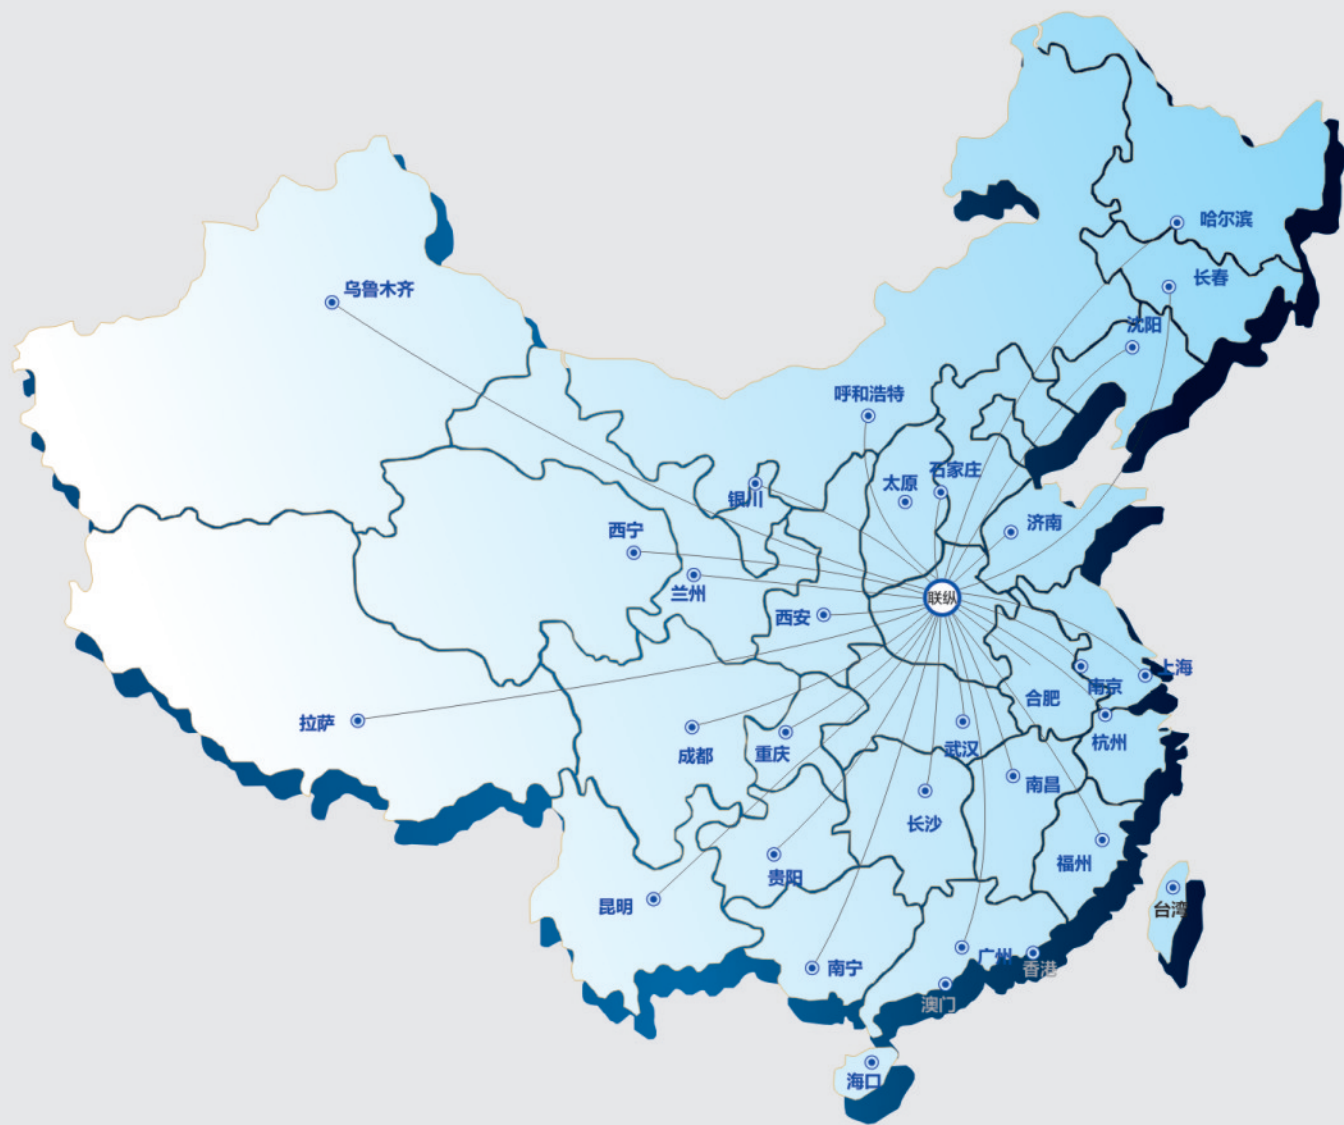 哈尔滨
长春
乌鲁木齐
沈阳
呼和浩特
石家庄
太原
银川
济南
西宁
兰州
联纵
西安
上海
南京
合肥
拉萨
杭州
武汉
成都
重庆
南昌
长沙
福州
贵阳
昌明
台湾
广州
南宁
香港
澳门
海口